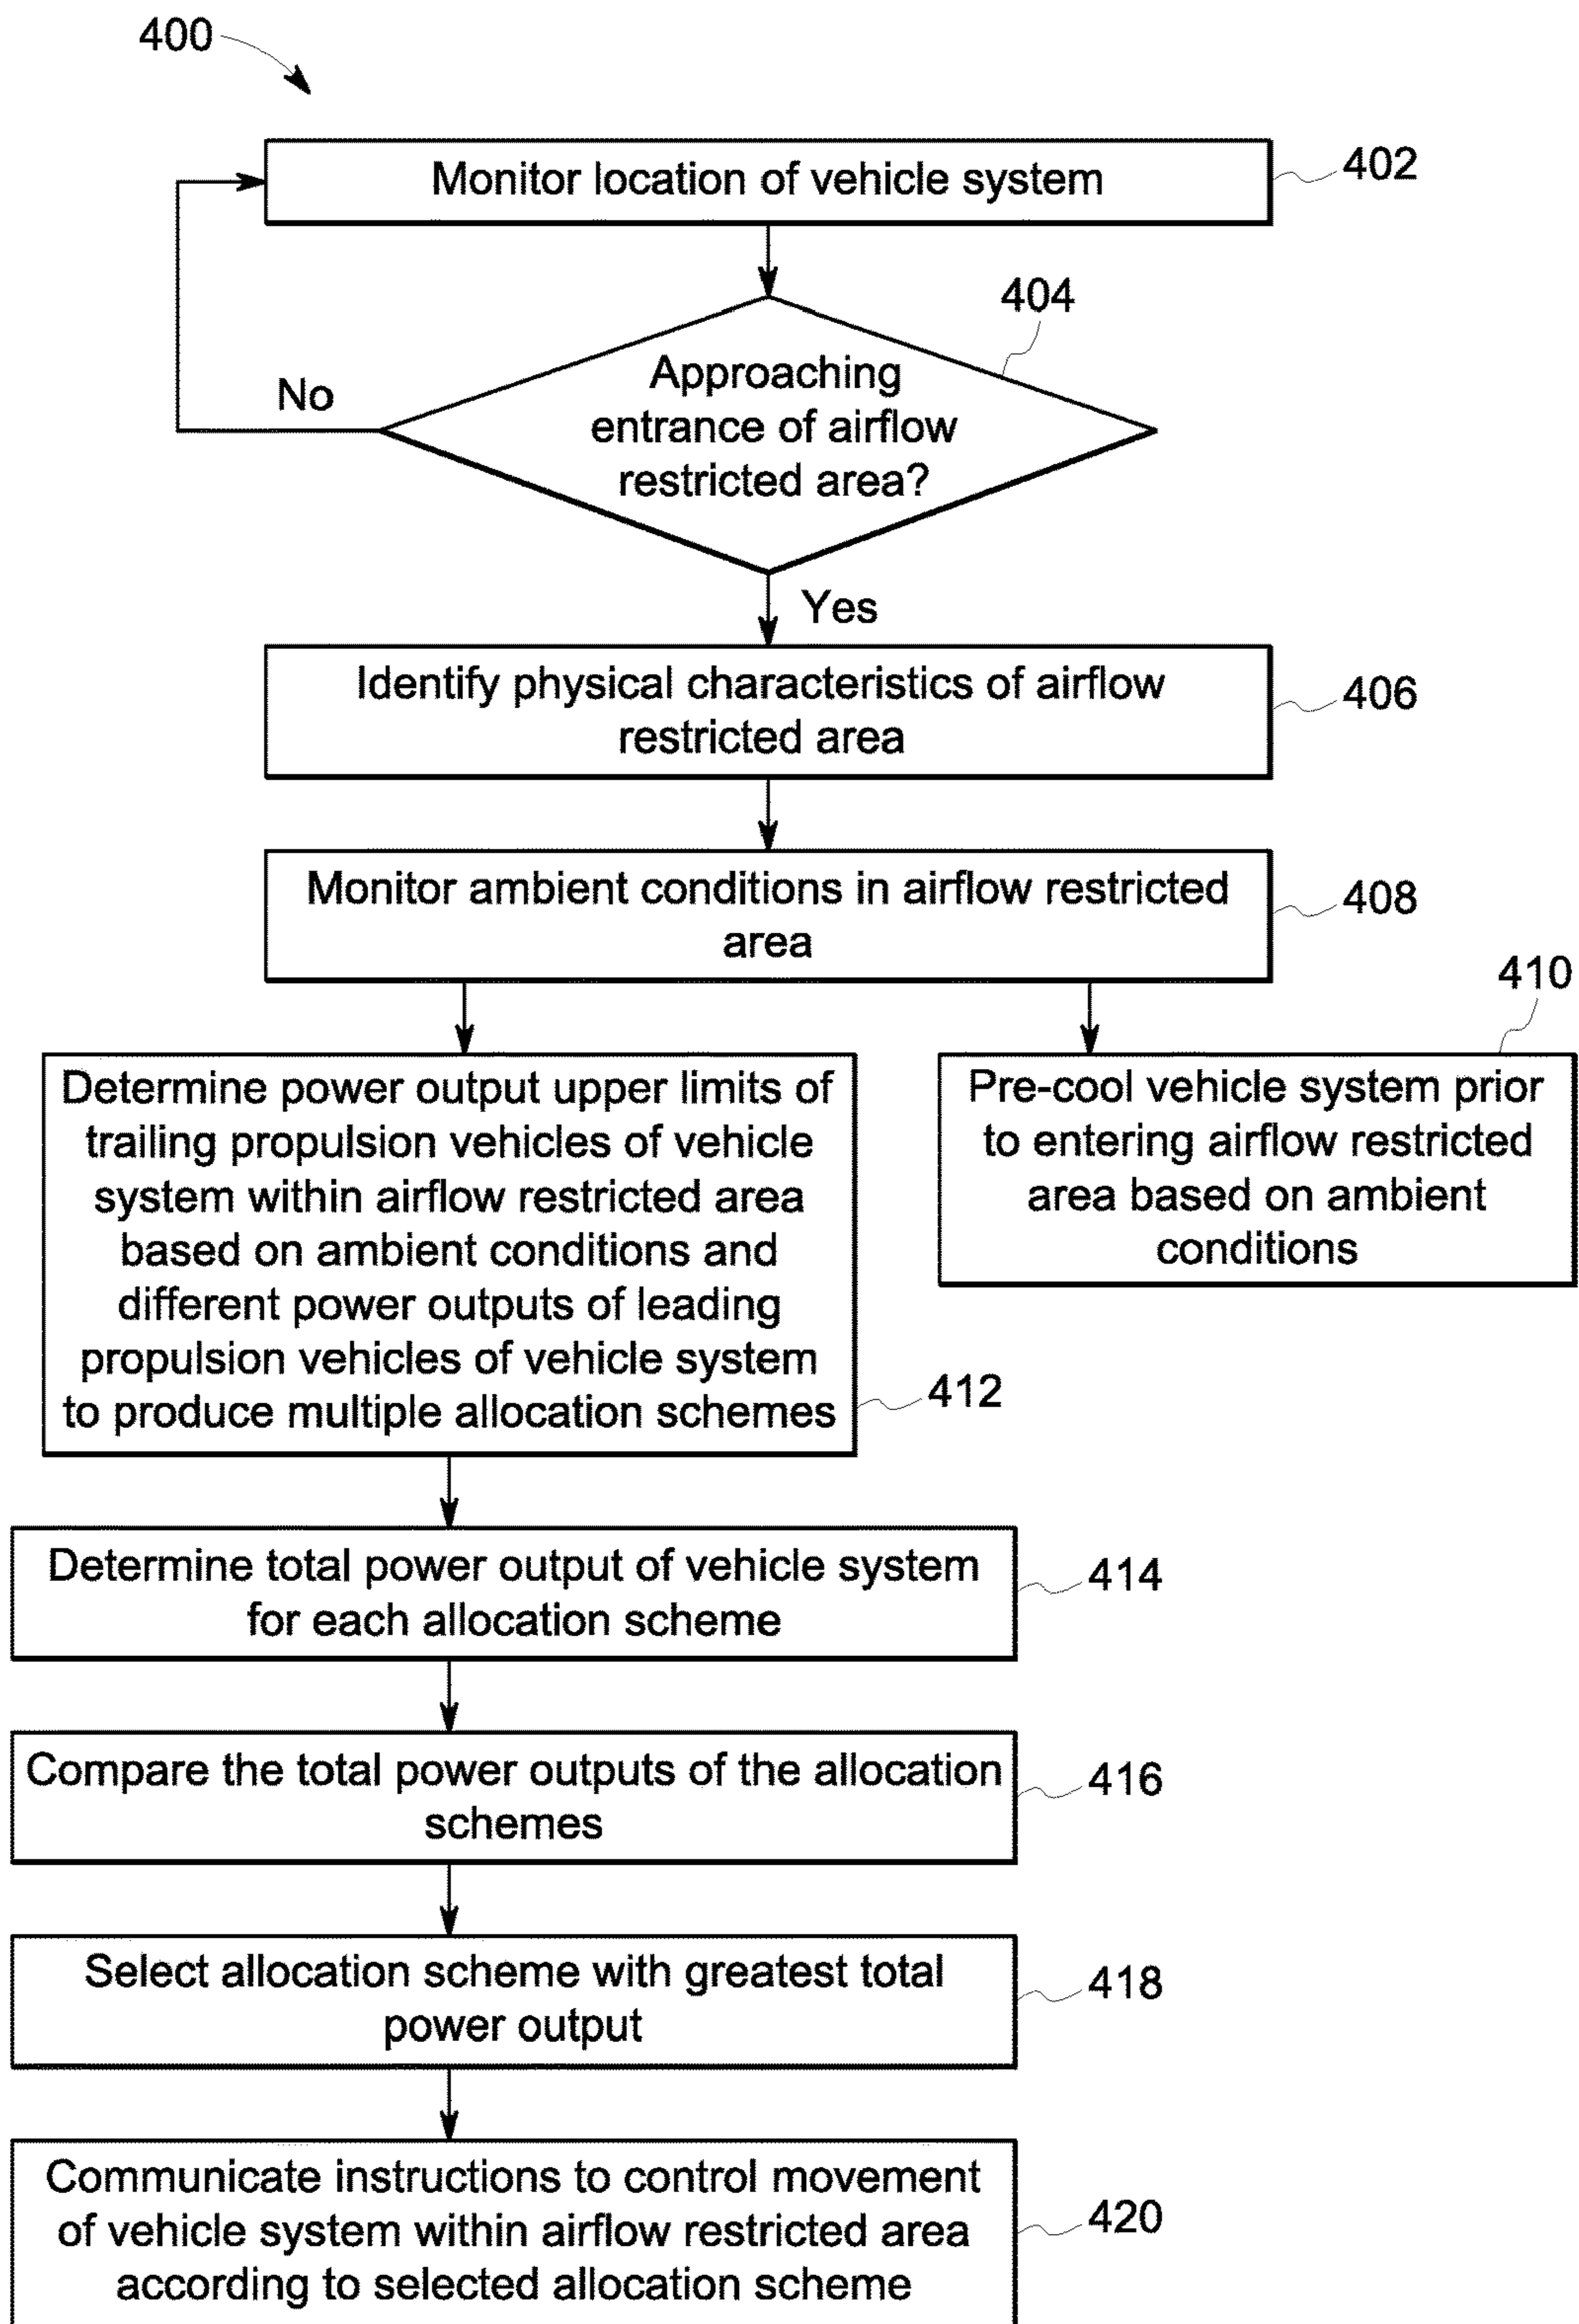 400
Monitor location of vehicle system
402
404
Approaching
entrance of airflow
restricted area?
No
Yes
Identify physical characteristics of airflow
restricted area
406
Monitor ambient conditions in airflow restricted
area
408
410
Determine power output upper limits of
trailing propulsion vehicles of vehicle
system within airflow restricted area
based on ambient conditions and
different power outputs of leading
propulsion vehicles of vehicle system
to produce multiple allocation schemes
412
Pre-cool vehicle system prior
to entering airflow restricted
area based on ambient
conditions
Determine total power output of vehicle system
for each allocation scheme
414
Compare the total power outputs of the allocation
schemes
416
Select allocation scheme with greatest total
power output
418
Communicate instructions to control movement
of vehicle system within airflow restricted area
according to selected allocation scheme
420